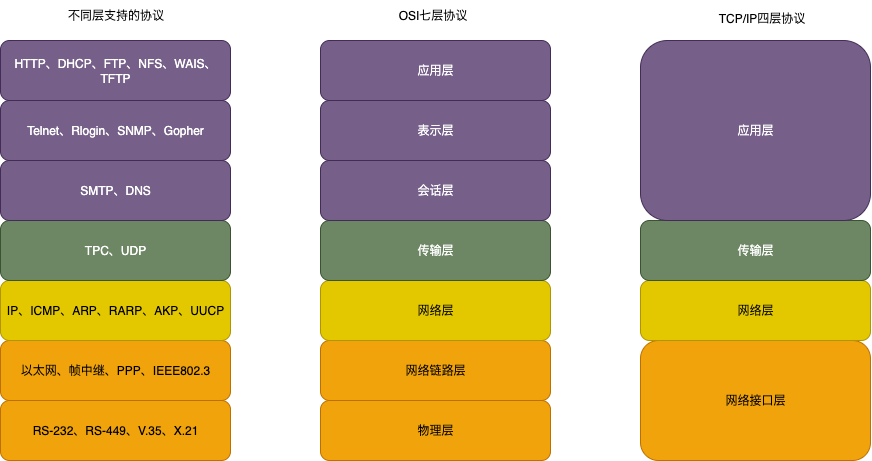 不同层支持的协议
OSI七层协议
TCP/IP四层协议
HTTP、DHCP、FTP、NFS、WAIS、
TFTP
应用层
Telnet、Rlogin、SNMP、Gopher
表示层
应用层
SMTP、DNS
会话层
TPC、UDP
传输层
传输层
IP、ICMP、ARP、RARP、AKP、UUCP
网络层
网络层
以太网、帧中继、PPP、IEEE802.3
网络链路层
网络接口层
RS-232、RS-449、V.35、X.21
物理层